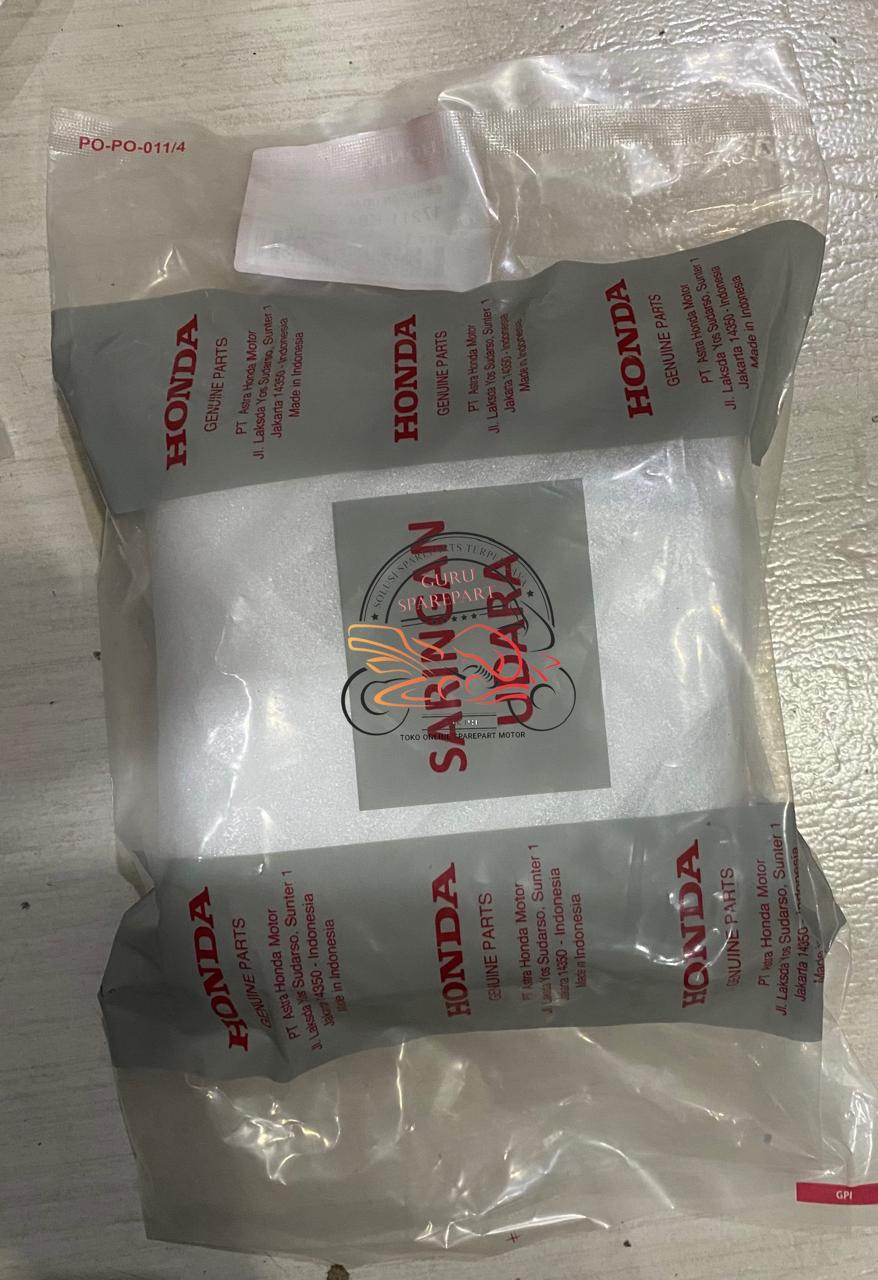 PO-PO-011/4
HONDA
GENUINE PARTS
PT Astra Honda Motor
Jl. Laksda Yos Sudarso, Sunter 1
Jakarta 14350 - Indonesia
Made in Indonesia
HONDA
GENUINE PARTS
PT Astra Honda Motor
Jl. Laksda Yos Sudarso, Sunter 1
Jakarta 14350 - Indonesia
Made in Indonesia
HONDA
GENUINE PARTS
PT Astra Honda Motor
Jl. Laksda Yos Sudarso, Sunter 1
Jakarta 14350 - Indonesia
Made in Indonesia
SARINGAN
UDARA
SOLUSI SPAREPARTS
GURU
SPAREPART
TOKO ONLINE SPAREPART MOTOR
HONDA
GENUINE PARTS
PT Astra Honda Motor
Jl. Laksda Yos Sudarso, Sunter 1
Jakarta 14350 - Indonesia
Made in Indonesia
HONDA
GENUINE PARTS
PT Astra Honda Motor
Jl. Laksda Yos Sudarso, Sunter 1
Jakarta 14350 - Indonesia
Made in Indonesia
HONDA
GENUINE PARTS
PT Astra Honda Motor
Jl. Laksda Yos Sudarso, Sunter 1
Jakarta 14350 - Indonesia
Made
GPI